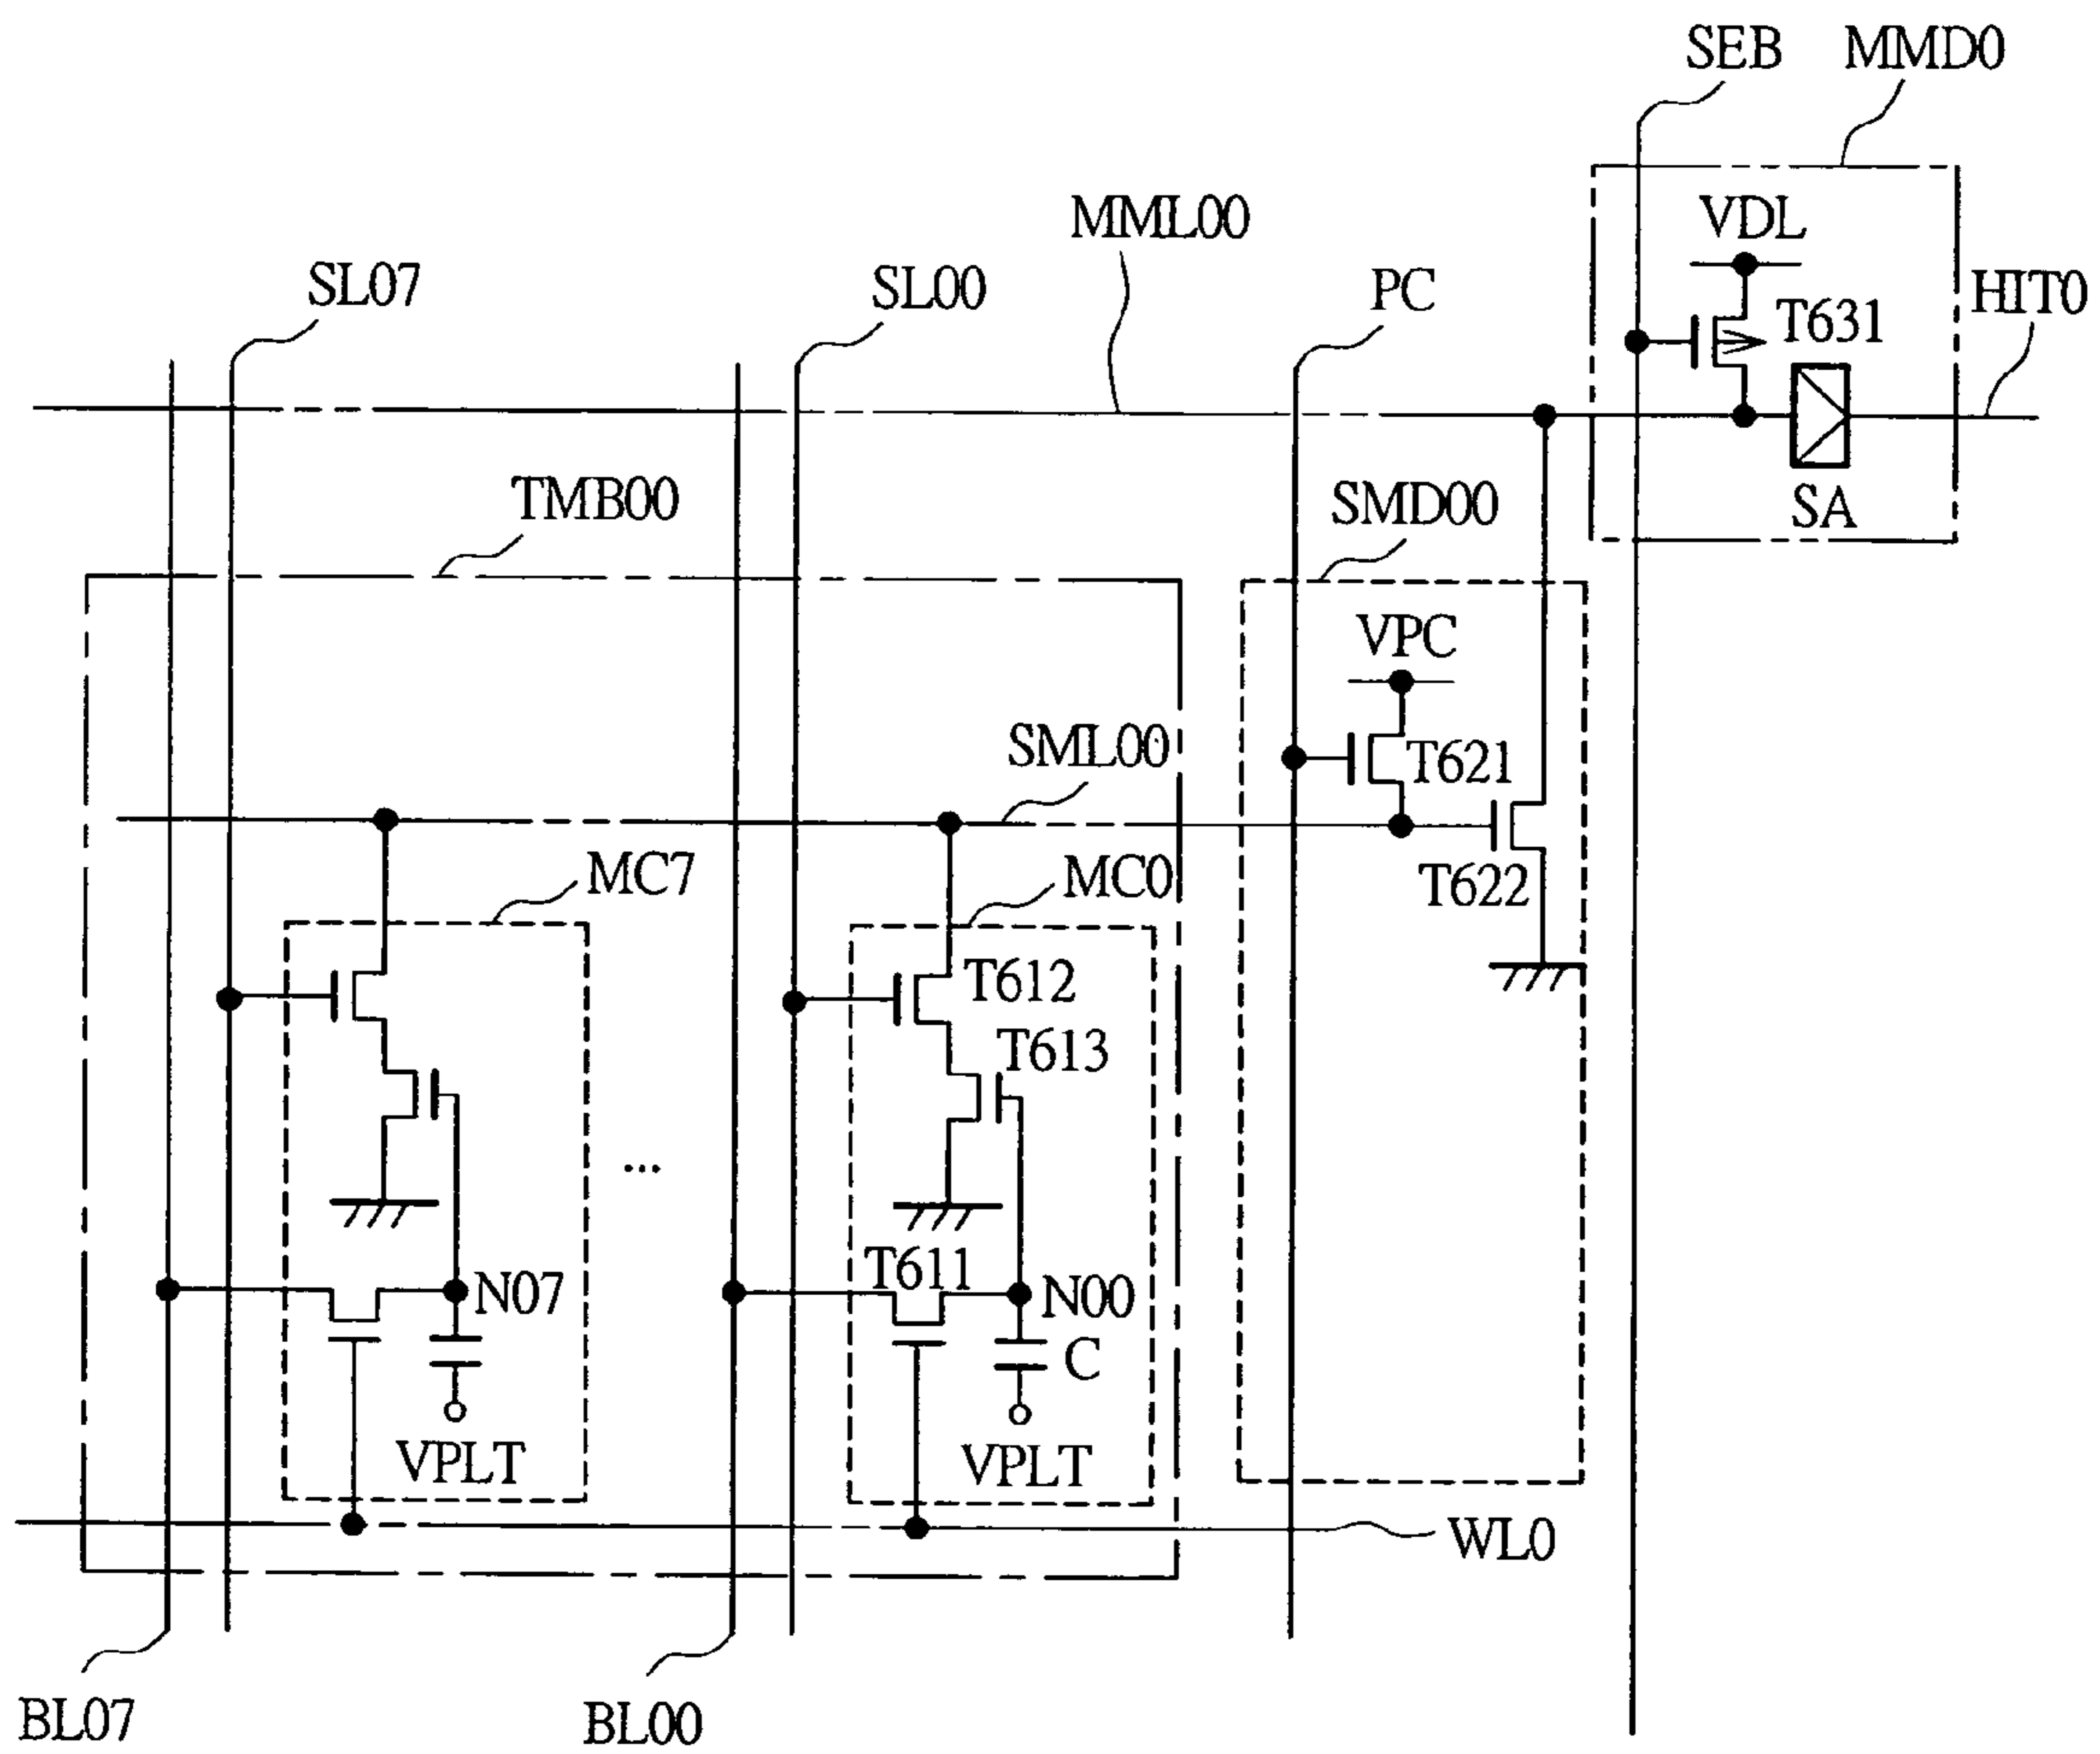 SEB MMD0
MML00
VDL
SL07 SL00 PC HIT0
T631
TMB00 SMD00 SA
VPC
SML00 T621
MC7 MC0 T622
T612
T613
...
T611
N07 N00
C
VPLT VPLT
WL0
BL07 BL00